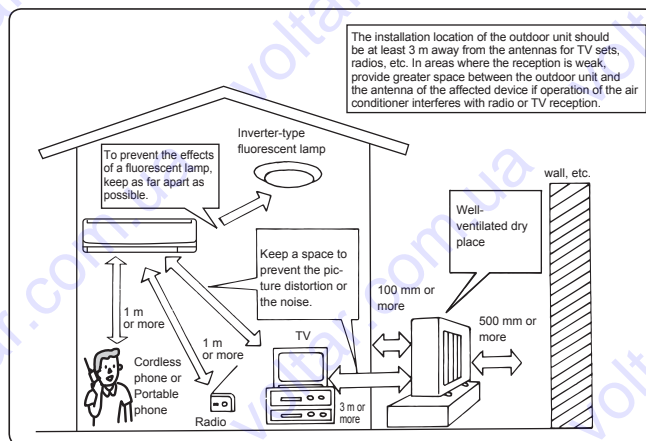 The installation location of the outdoor unit should
be at least 3 m away from the antennas for TV sets,
radios, etc. In areas where the reception is weak,
provide greater space between the outdoor unit and
the antenna of the affected device if operation of the air
conditioner interferes with radio or TV reception.
Inverter-type
fluorescent lamp
To prevent the effects
of a fluorescent lamp,
keep as far apart as
possible.
wall, etc.
Well-
ventilated dry
place
Keep a space to
prevent the pic-
ture distortion or
the noise.
100 mm or
more
500 mm or
more
1 m
or more
1 m
or more
TV
Cordless
phone or
Portable
phone
Radio
3 m or
more
voltar.com.ua